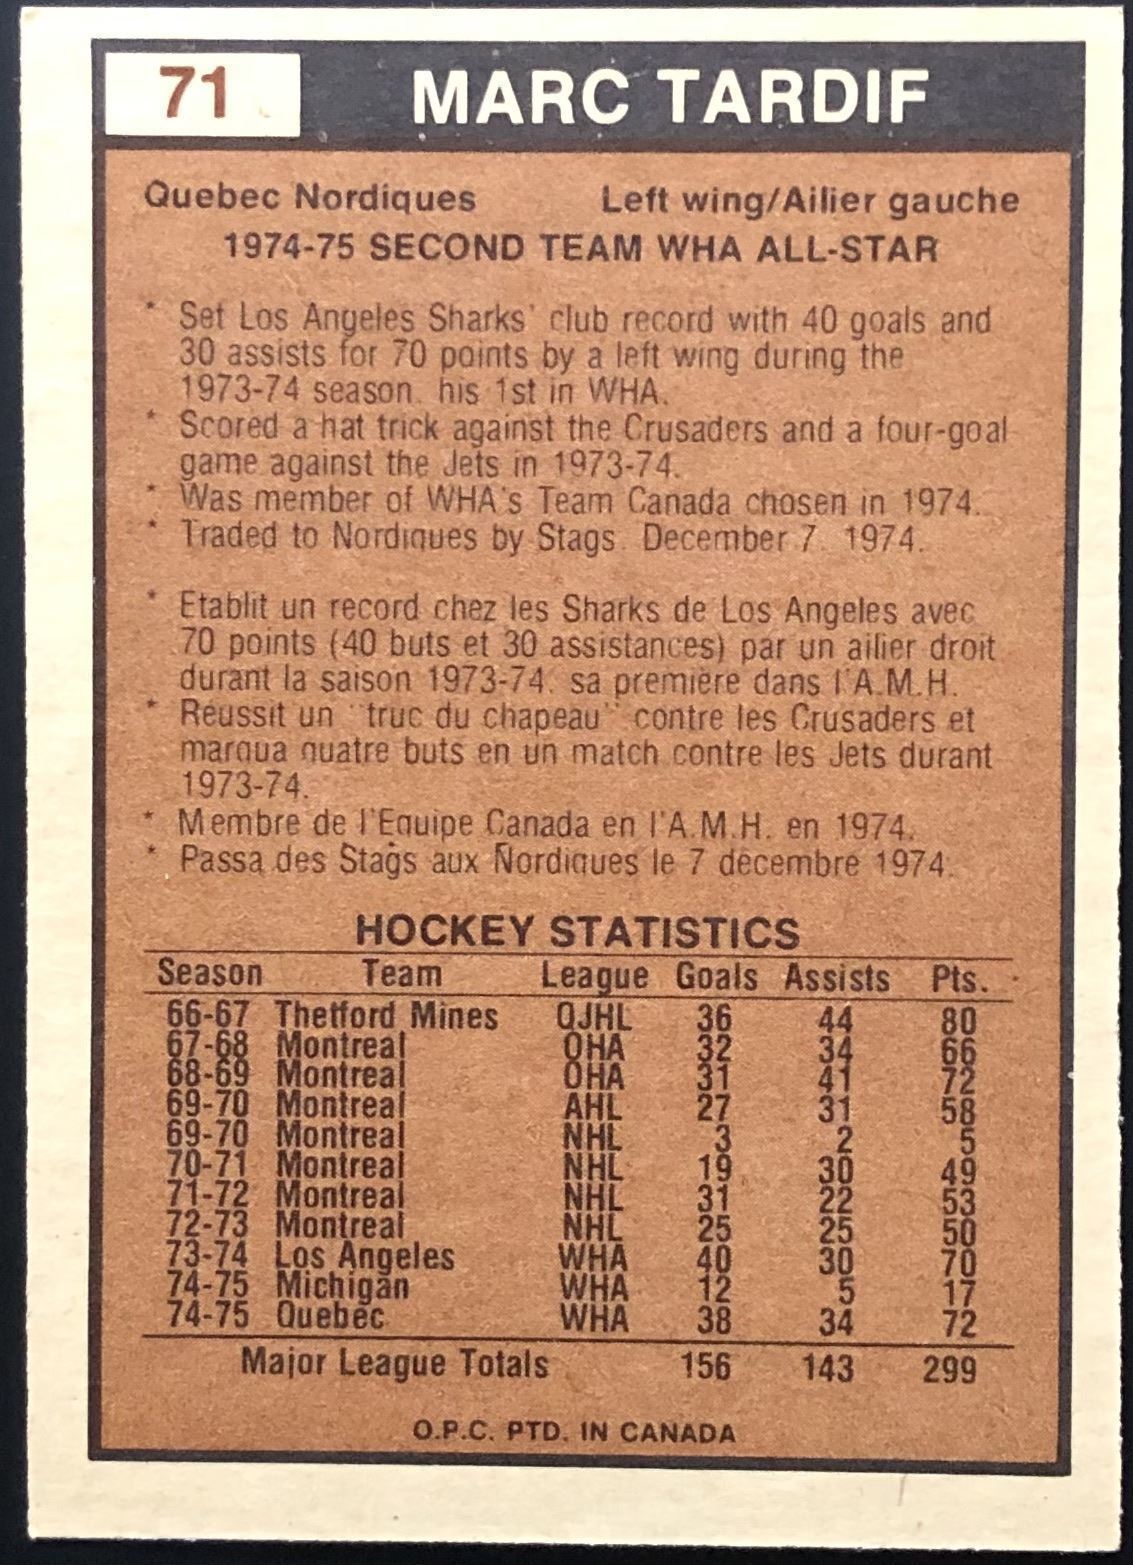 71 MARC TARDIF
Quebec Nordiques Left wing/Ailier gauche
1974-75 SECOND TEAM WHA ALL-STAR
* Set Los Angeles Sharks' club record with 40 goals and
30 assists for 70 points by a left wing during the
1973-74 season, his 1st in WHA.
* Scored a hat trick against the Crusaders and a four-goal
game against the Jets in 1973-74.
* Was member of WHA's Team Canada chosen in 1974.
* Traded to Nordiques by Stags, December 7, 1974.
* Etablit un record chez les Sharks de Los Angeles avec
70 points (40 buts et 30 assistances) par un ailier droit
durant la saison 1973-74, sa première dans l'A.M.H.
* Reussit un "truc du chapeau" contre les Crusaders et
marqua quatre buts en un match contre les Jets durant
1973-74.
* Membre de l'Equipe Canada en l'A.M.H. en 1974.
* Passa des Stags aux Nordiques le 7 decembre 1974.
HOCKEY STATISTICS
Season Team League Goals Assists Pts.
66-67 Thetford Mines QJHL 36 44 80
67-68 Montreal OHA 32 34 66
68-69 Montreal OHA 31 41 72
69-70 Montreal AHL 27 31 58
69-70 Montreal NHL 3 2 5
70-71 Montreal NHL 19 30 49
71-72 Montreal NHL 31 22 53
72-73 Montreal NHL 25 25 50
73-74 Los Angeles WHA 40 30 70
74-75 Michigan WHA 12 5 17
74-75 Quebec WHA 38 34 72
Major League Totals 156 143 299
O.P.C. PTD. IN CANADA